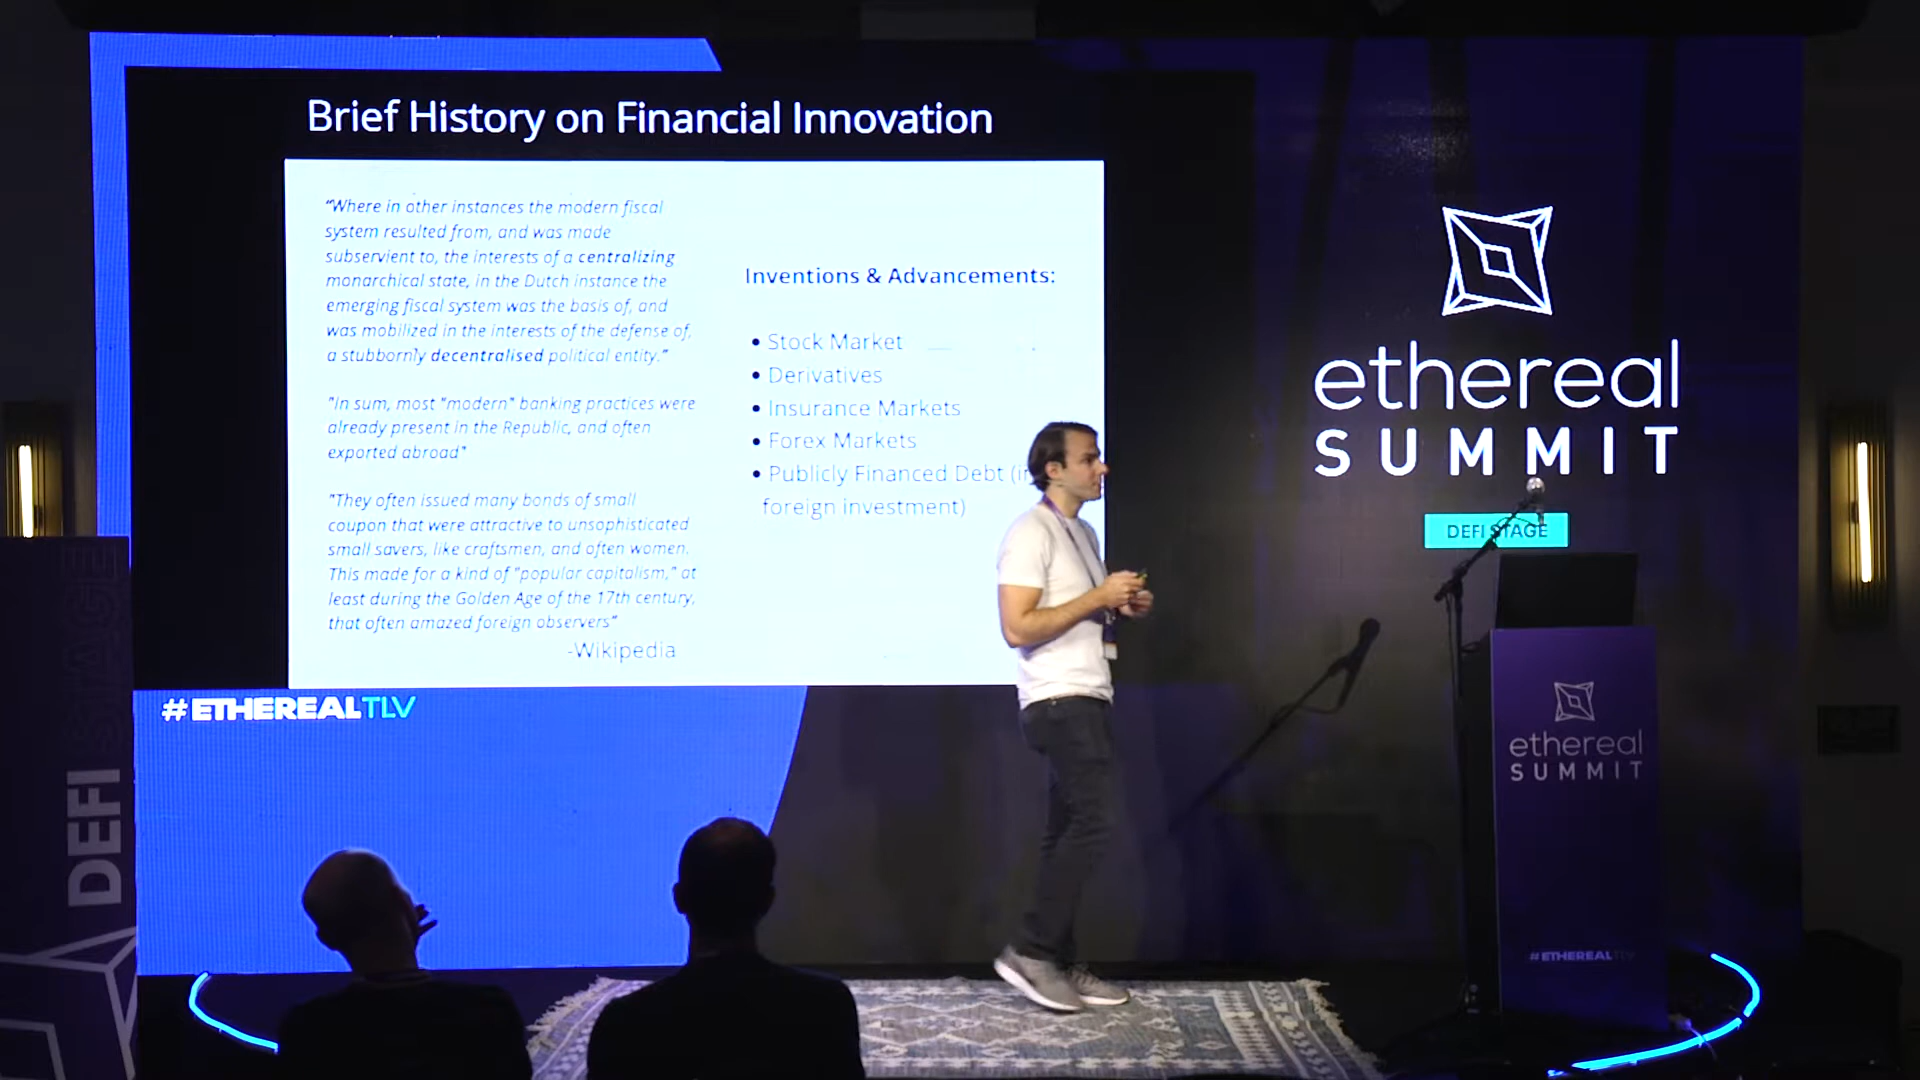 Brief History on Financial Innovation
“Where in other instances the modern fiscal
system resulted from, and was made
subservient to, the interests of a centralizing
monarchical state, in the Dutch instance the
emerging fiscal system was the basis of, and
was mobilized in the interests of the defense of,
a stubbornly decentralised political entity.”
"In sum, most "modern" banking practices were
already present in the Republic, and often
exported abroad"
"They often issued many bonds of small
coupon that were attractive to unsophisticated
small savers, like craftsmen, and often women.
This made for a kind of "popular capitalism," at
least during the Golden Age of the 17th century,
that often amazed foreign observers"
-Wikipedia
Inventions & Advancements:
• Stock Market
• Derivatives
• Insurance Markets
• Forex Markets
• Publicly Financed Debt
foreign investment)
#ETHEREALTLV
ethereal
SUMMIT
DEFI STAGE
ethereal
SUMMIT
#ETHEREALTLV
DEFI STAGE